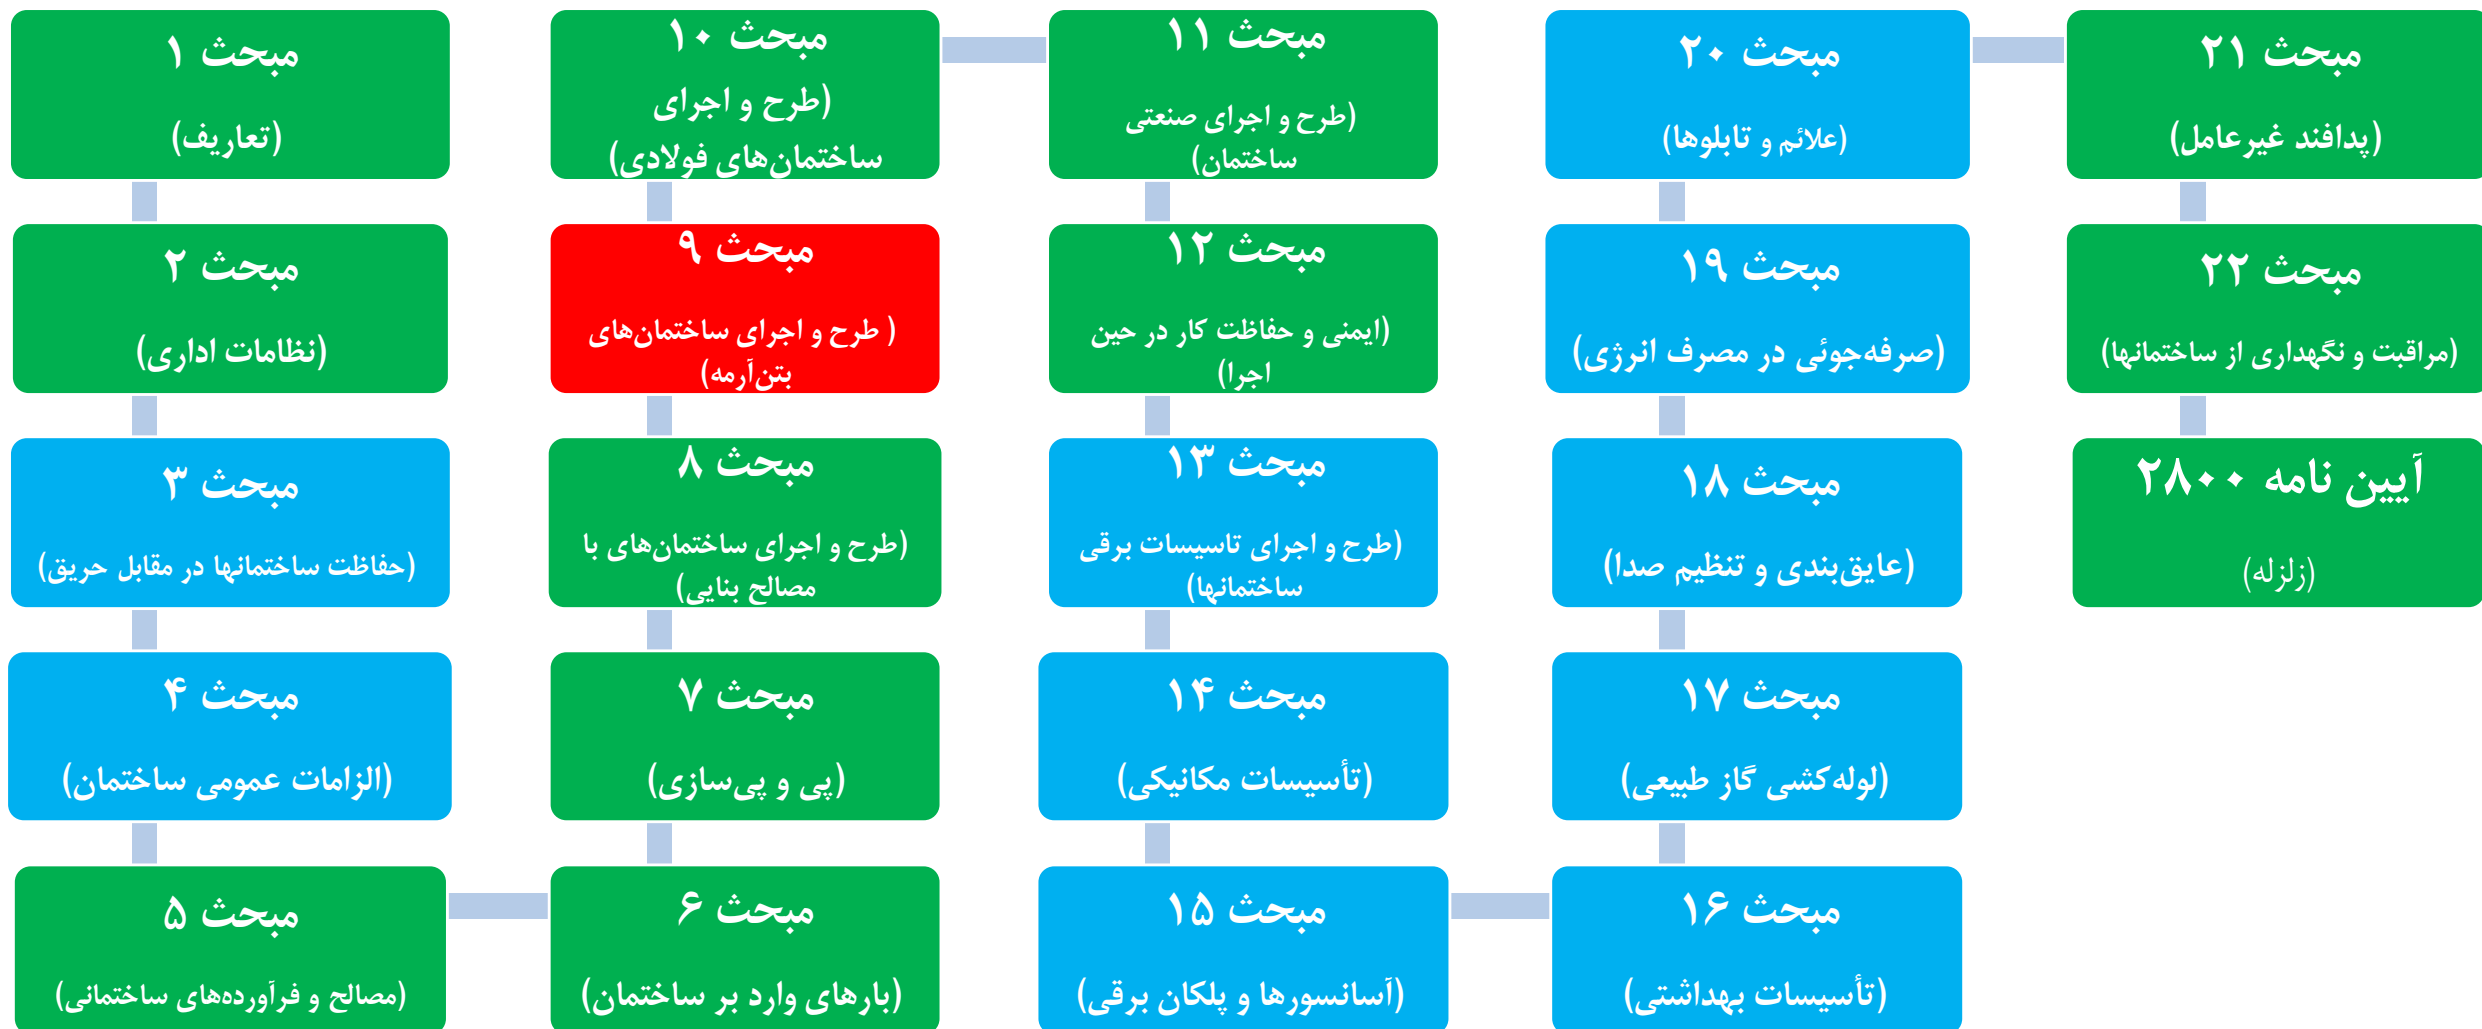 مبحث ۱
(تعاریف)
مبحث ۲
(نظامات اداری)
مبحث ۳
(حفاظت ساختمانها در مقابل حریق)
مبحث ۴
(الزامات عمومی ساختمان)
مبحث ۵
(مصالح و فرآورده‌های ساختمانی)
مبحث ۶
(بارهای وارد بر ساختمان)
مبحث ۷
(پی و پی‌سازی)
مبحث ۸
(طرح و اجرای ساختمان‌های با
مصالح بنایی)
مبحث ۹
( طرح و اجرای ساختمان‌های
بتن‌آرمه)
مبحث ۱۰
(طرح و اجرای
ساختمان‌های فولادی)
مبحث ۱۱
(طرح و اجرای صنعتی
ساختمان)
مبحث ۱۲
(ایمنی و حفاظت کار در حین
اجرا)
مبحث ۱۳
(طرح و اجرای تاسیسات برقی
ساختمانها)
مبحث ۱۴
(تأسیسات مکانیکی)
مبحث ۱۵
(آسانسورها و پلکان برقی)
مبحث ۱۶
(تأسیسات بهداشتی)
مبحث ۱۷
(لوله‌کشی گاز طبیعی)
مبحث ۱۸
(عایق‌بندی و تنظیم صدا)
مبحث ۱۹
(صرفه‌جوئی در مصرف انرژی)
مبحث ۲۰
(علائم و تابلوها)
مبحث ۲۱
(پدافند غیرعامل)
مبحث ۲۲
(مراقبت و نگهداری از ساختمانها)
آیین نامه ۲۸۰۰
(زلزله)